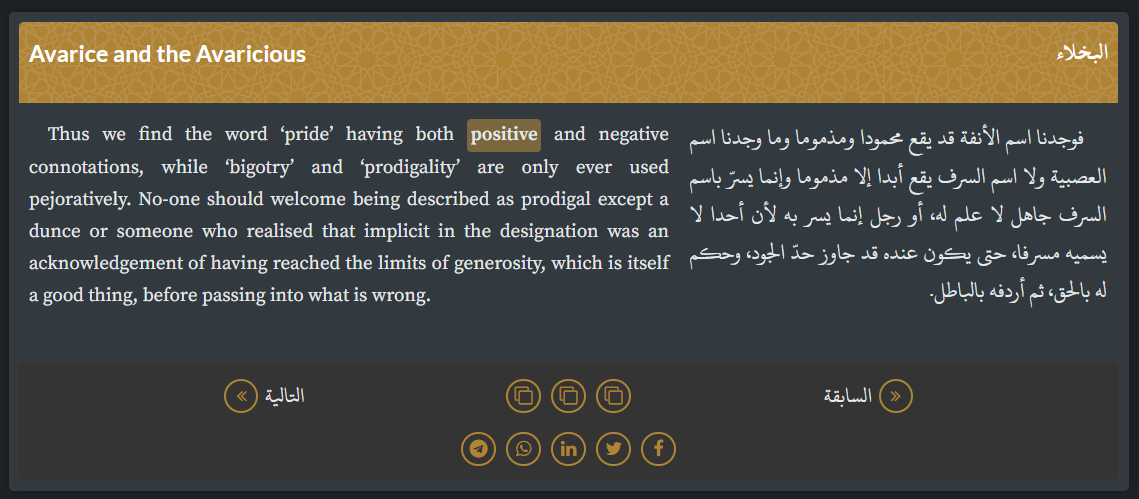 Avarice and the Avaricious
البخلاء
Thus we find the word ‘pride’ having both positive and negative
connotations, while ‘bigotry’ and ‘prodigality’ are only ever used
pejoratively. No-one should welcome being described as prodigal except a
dunce or someone who realised that implicit in the designation was an
acknowledgement of having reached the limits of generosity, which is itself
a good thing, before passing into what is wrong.
فوجدنا اسم الأنفة قد يقع محمودا ومذموما وما وجدنا اسم
العصبية ولا اسم السرف يقع أبدا إلا مذموما وإنما يسرّ باسم
السرف جاهل لا علم له، أو رجل إنما يسر به لأن أحدا لا
يسميه مسرفا، حتى يكون عنده قد جاوز حدّ الجود، وحكم
له بالحق، ثم أردفه بالباطل.
السابقة
التالية